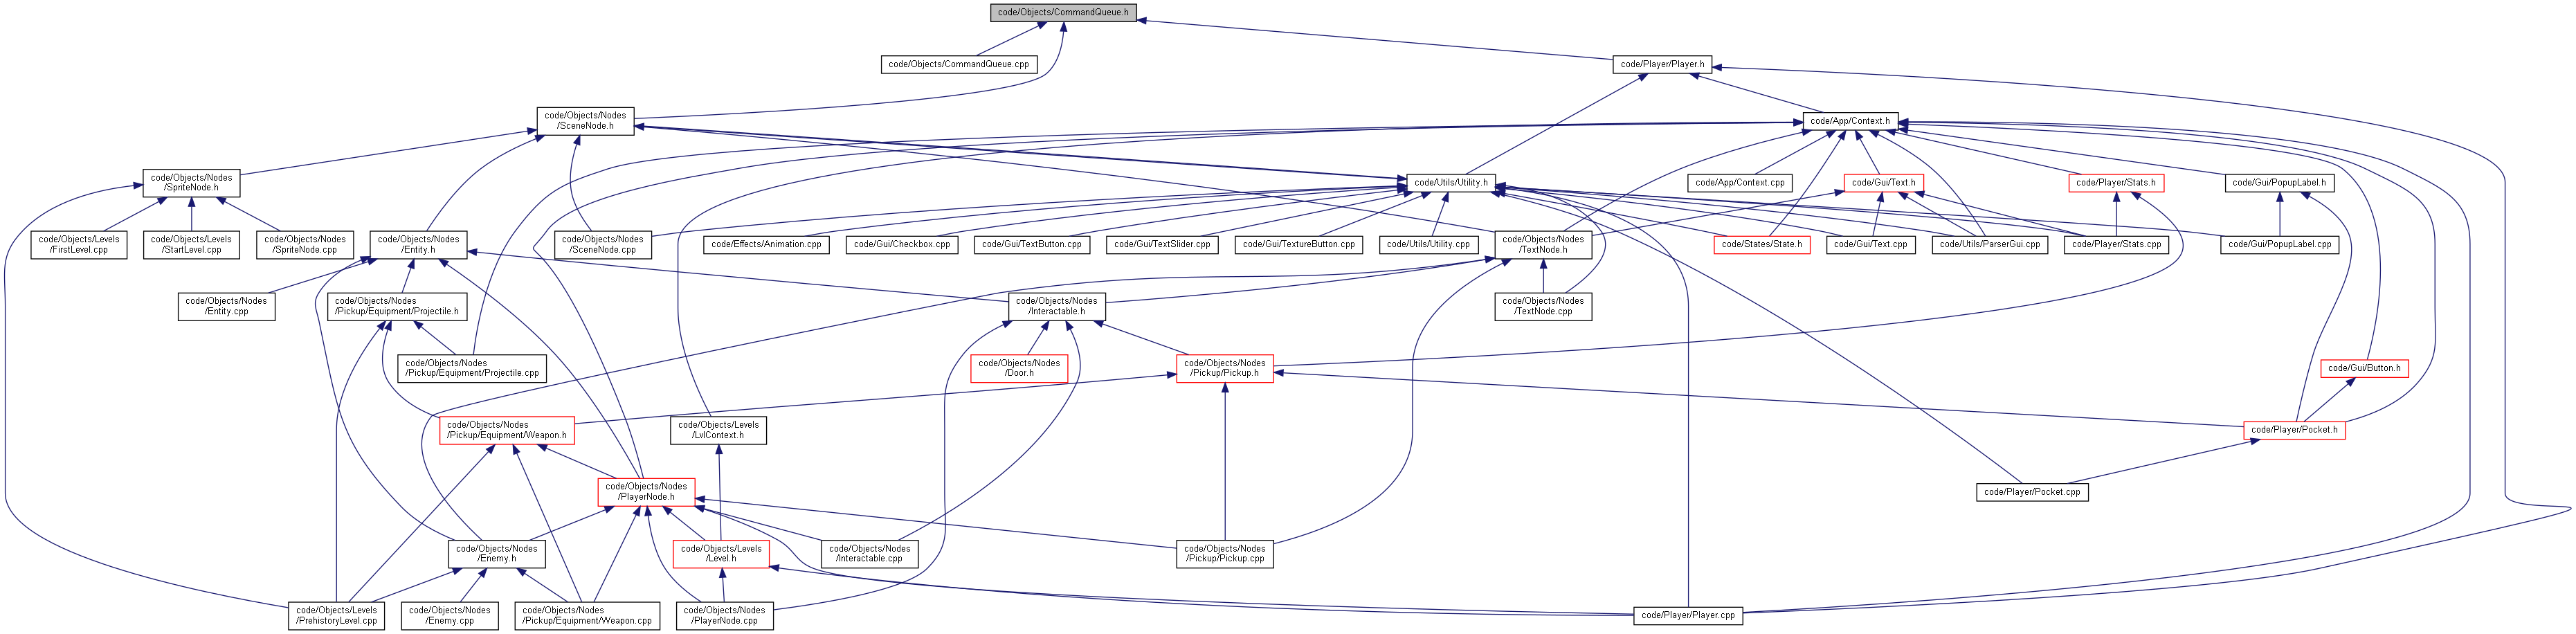 code/Objects/CommandQueue.h
code/Objects/CommandQueue.cpp
code/Player/Player.h
code/Objects/Nodes
/SceneNode.h
code/App/Context.h
code/Objects/Nodes
/SpriteNode.h
code/Utils/Utility.h
code/App/Context.cpp
code/Gui/Text.h
code/Player/Stats.h
code/Gui/PopupLabel.h
code/Objects/Levels
/FirstLevel.cpp
code/Objects/Levels
/StartLevel.cpp
code/Objects/Nodes
/SpriteNode.cpp
code/Objects/Nodes
/Entity.h
code/Objects/Nodes
/SceneNode.cpp
code/Effects/Animation.cpp
code/Gui/Checkbox.cpp
code/Gui/TextButton.cpp
code/Gui/TextSlider.cpp
code/Gui/TextureButton.cpp
code/Utils/Utility.cpp
code/Objects/Nodes
/TextNode.h
code/States/State.h
code/Gui/Text.cpp
code/Utils/ParserGui.cpp
code/Player/Stats.cpp
code/Gui/PopupLabel.cpp
code/Objects/Nodes
/Entity.cpp
code/Objects/Nodes
/Pickup/Equipment/Projectile.h
code/Objects/Nodes
/Interactable.h
code/Objects/Nodes
/TextNode.cpp
code/Objects/Nodes
/Pickup/Equipment/Projectile.cpp
code/Objects/Nodes
/Door.h
code/Objects/Nodes
/Pickup/Pickup.h
code/Gui/Button.h
code/Objects/Nodes
/Pickup/Equipment/Weapon.h
code/Objects/Levels
/LvlContext.h
code/Player/Pocket.h
code/Objects/Nodes
/PlayerNode.h
code/Player/Pocket.cpp
code/Objects/Nodes
/Enemy.h
code/Objects/Levels
/Level.h
code/Objects/Nodes
/Interactable.cpp
code/Objects/Nodes
/Pickup/Pickup.cpp
code/Objects/Levels
/PrehistoryLevel.cpp
code/Objects/Nodes
/Enemy.cpp
code/Objects/Nodes
/Pickup/Equipment/Weapon.cpp
code/Objects/Nodes
/PlayerNode.cpp
code/Player/Player.cpp